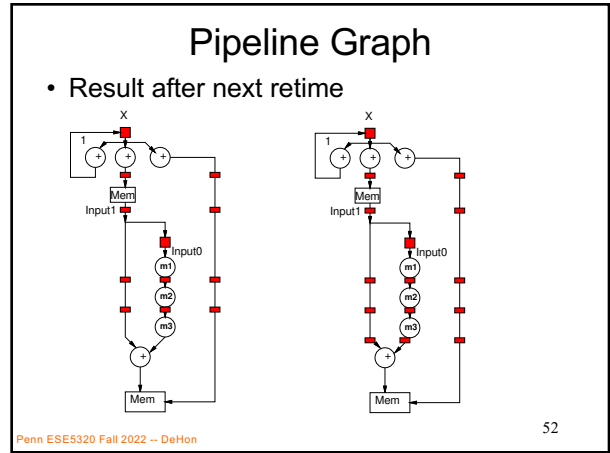 Pipeline Graph
• Result after next retime
X
1
+ + +
Mem
Input1
Input0
m1
m2
m3
+
Mem
X
1
+ + +
Mem
Input1
Input0
m1
m2
m3
+
Mem
Penn ESE5320 Fall 2022 -- DeHon
52